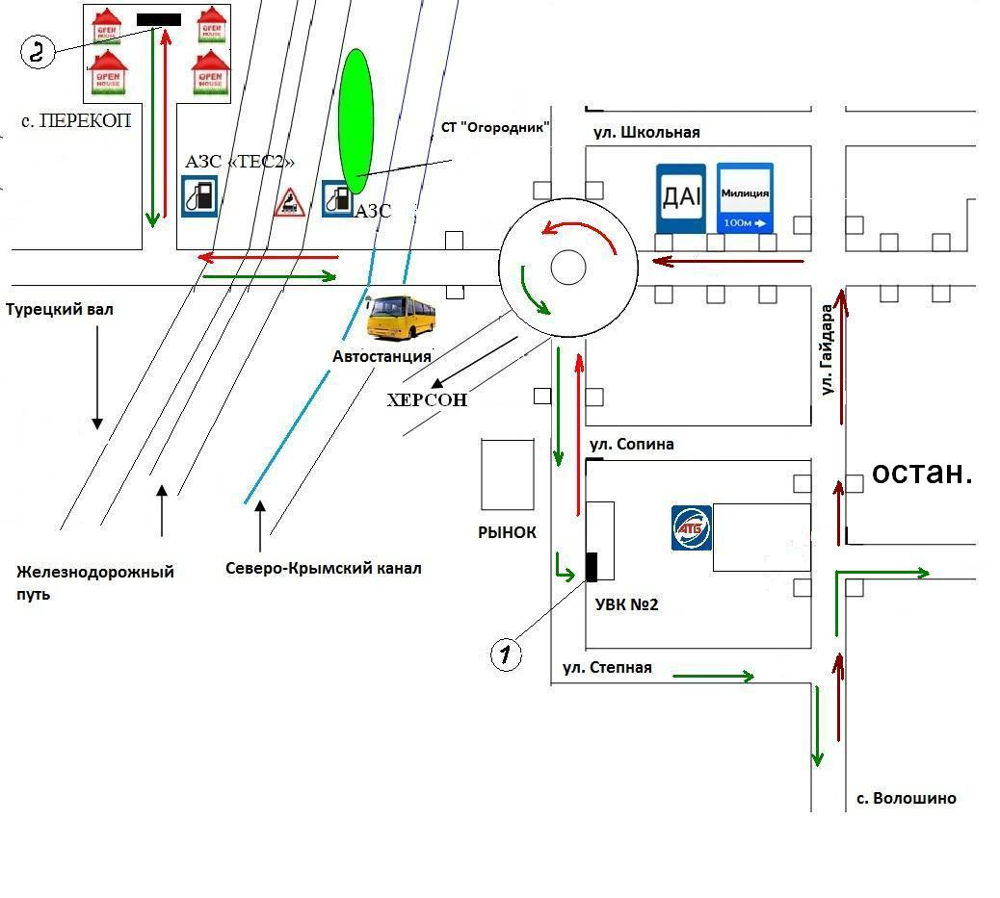 OPEN HOUSE
OPEN HOUSE
2
OPEN HOUSE
OPEN HOUSE
с. ПЕРЕКОП
СТ "Огородник"
ул. Школьная
АЗС «ТЕС2»
АЗС
ДАІ
Милиция
100м
Турецкий вал
Автостанция
ХЕРСОН
ул. Гайдара
ул. Сопина
остан.
РЫНОК
АТБ
Железнодорожный
путь
Северо-Крымский канал
УВК №2
1
ул. Степная
с. Волошино